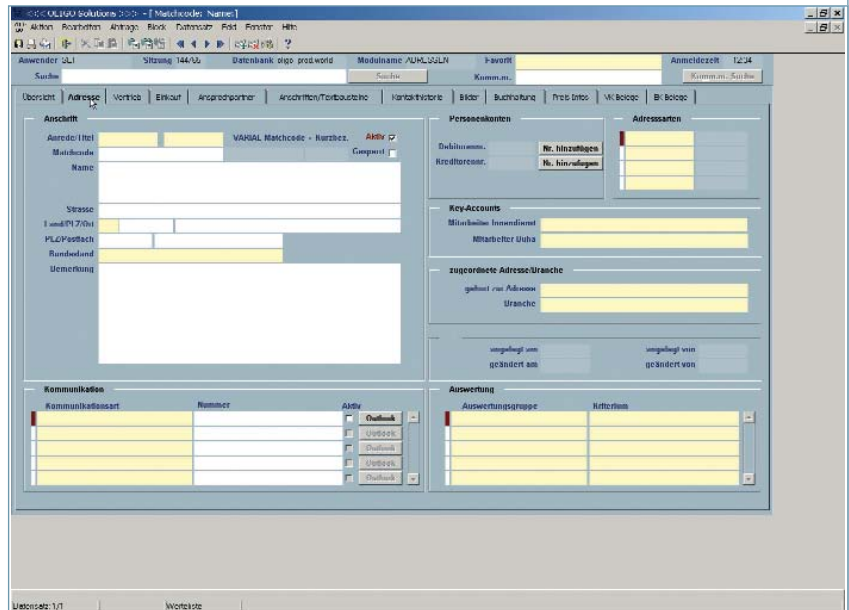 <<< OLIGO Solutions >>> - [ Matchcode: Name: ]
Aktion Bearbeiten Abfrage Block Datensatz Feld Fenster Hilfe
Anwender Sitzung Datenbank oligo_prod.world Modulname ADRESSEN Favorit Anmeldezeit
Suche Suche Komm.nr. Komm.nr. Suche
Übersicht Adresse Vertrieb Einkauf Ansprechpartner Anschriften/Textbausteine Kontakthistorie Bilder Buchhaltung Preis Infos VK Belege EK Belege
Anschrift Personenkonten Adressarten
Anrede/Titel VARIAL Matchcode - Kurzbez. Aktiv
Matchcode Gesperrt Debitorennr. Nr. hinzufügen
Name Kreditorennr. Nr. hinzufügen
Strasse Key-Accounts
Land/PLZ/Ort Mitarbeiter Innendienst
PLZ/Postfach Mitarbeiter
Bundesland
Bemerkung zugeordnete Adresse/Branche
gehört zur Adresse
Branche
angelegt am angelegt von
geändert am geändert von
Kommunikation Auswertung
Kommunikationsart Nummer Aktiv Auswertungsgruppe Kriterium
Outlook
Outlook
Outlook
Outlook
Outlook
Datensatz: 1/1 Werteliste